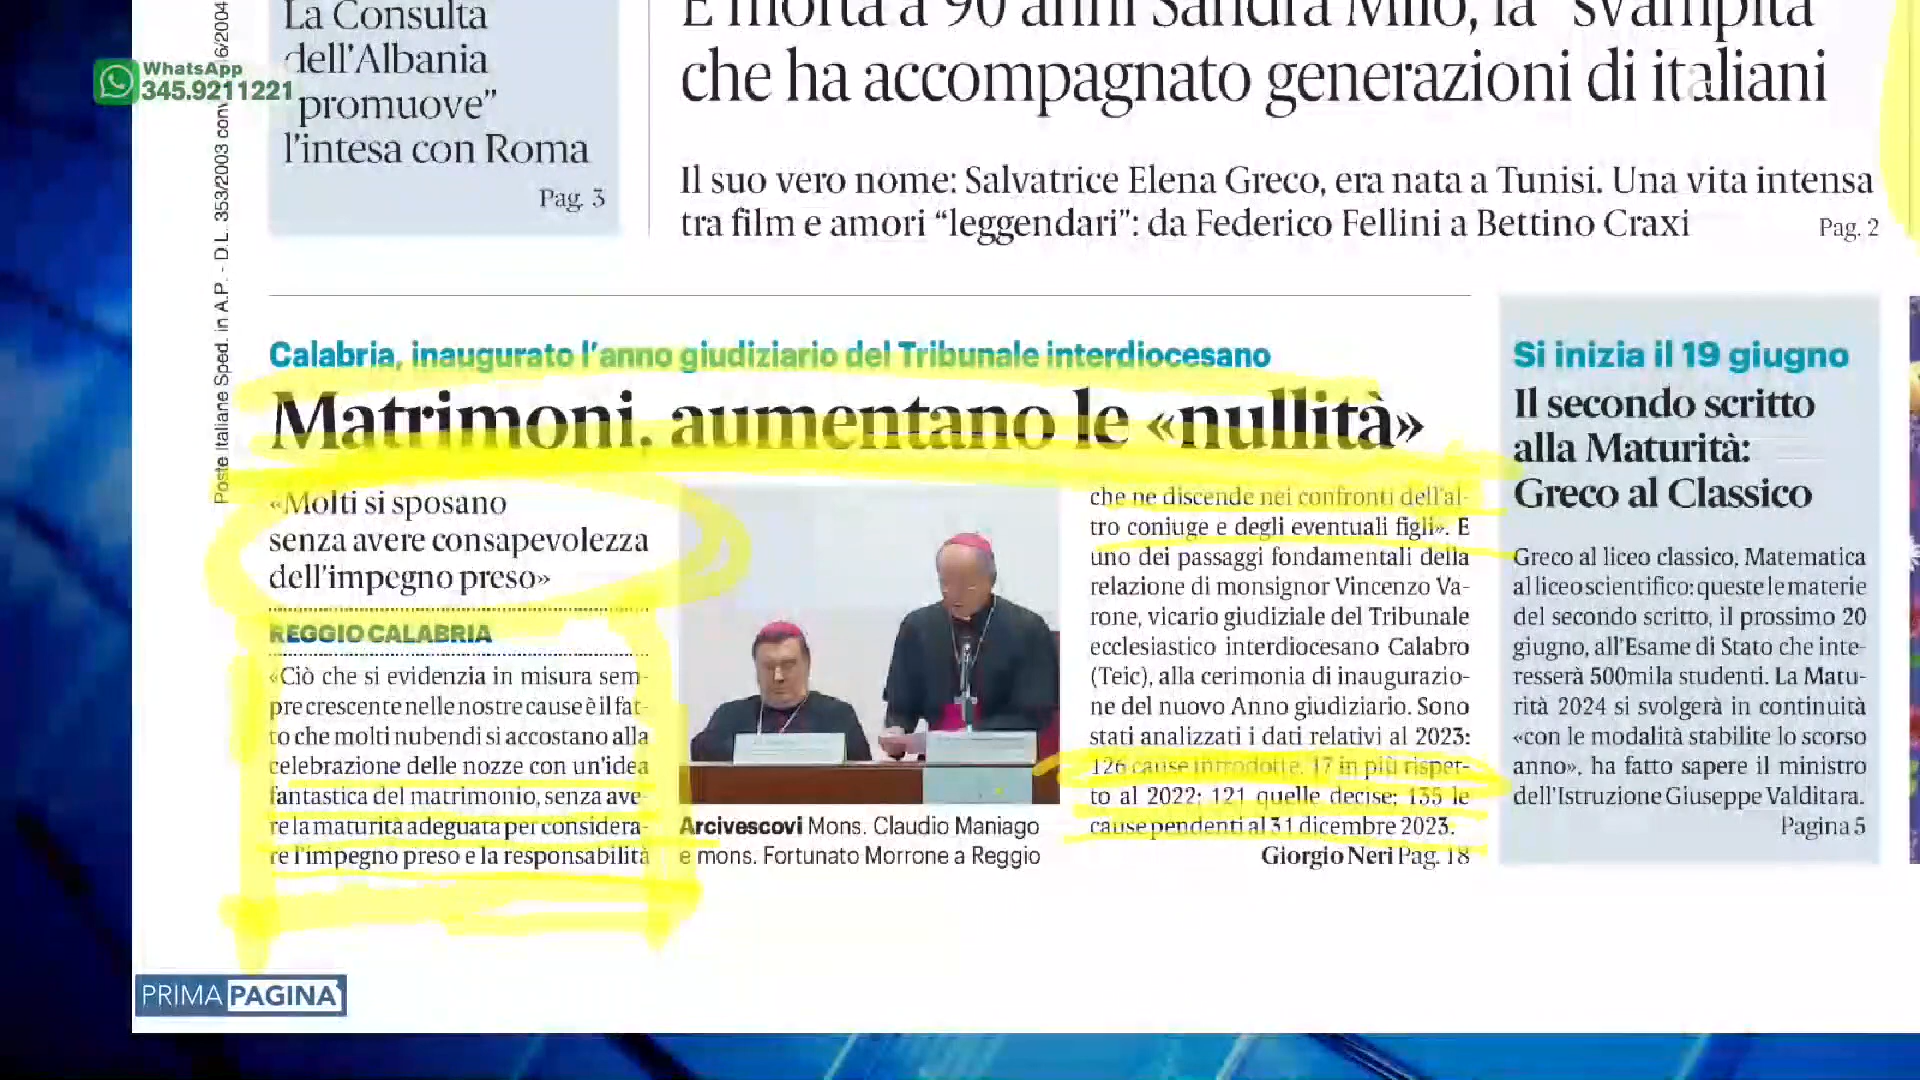 La Consulta
dell'Albania
promuove”
l'intesa con Roma
Pag. 3
WhatsApp
345.9211221
Poste Italiane Sped. in A.P. - D.L. 353/2003 conv. 6/2004
È morta a 90 anni Sandra Milo, la “svampita”
che ha accompagnato generazioni di italiani
Il suo vero nome: Salvatrice Elena Greco, era nata a Tunisi. Una vita intensa
tra film e amori “leggendari”: da Federico Fellini a Bettino Craxi
Pag. 2
Calabria, inaugurato l'anno giudiziario del Tribunale interdiocesano
Matrimoni, aumentano le «nullità»
«Molti si sposano
senza avere consapevolezza
dell'impegno preso»
REGGIO CALABRIA
«Ciò che si evidenzia in misura sem-
pre crescente nelle nostre cause è il fat-
to che molti nubendi si accostano alla
celebrazione delle nozze con un'idea
fantastica del matrimonio, senza ave-
re la maturità adeguata per considera-
re l'impegno preso e la responsabilità
Arcivescovi Mons. Claudio Maniago
e mons. Fortunato Morrone a Reggio
che ne discende nei confronti dell'al-
tro coniuge e degli eventuali figli». È
uno dei passaggi fondamentali della
relazione di monsignor Vincenzo Va-
rone, vicario giudiziale del Tribunale
ecclesiastico interdiocesano Calabro
(Teic), alla cerimonia di inaugurazio-
ne del nuovo Anno giudiziario. Sono
stati analizzati i dati relativi al 2023:
126 cause introdotte, 17 in più rispet-
to al 2022; 121 quelle decise; 135 le
cause pendenti al 31 dicembre 2023.
Giorgio Neri Pag. 18
Si inizia il 19 giugno
Il secondo scritto
alla Maturità:
Greco al Classico
Greco al liceo classico, Matematica
al liceo scientifico: queste le materie
del secondo scritto, il prossimo 20
giugno, all'Esame di Stato che inte-
resserà 500mila studenti. La Matu-
rità 2024 si svolgerà in continuità
«con le modalità stabilite lo scorso
anno», ha fatto sapere il ministro
dell'Istruzione Giuseppe Valditara.
Pagina 5
PRIMA PAGINA